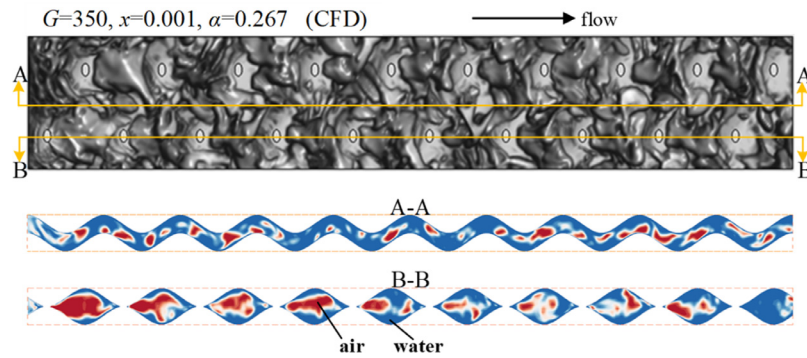 G=350, x=0.001, α=0.267 (CFD) flow
A A
B B
A-A
B-B
air water